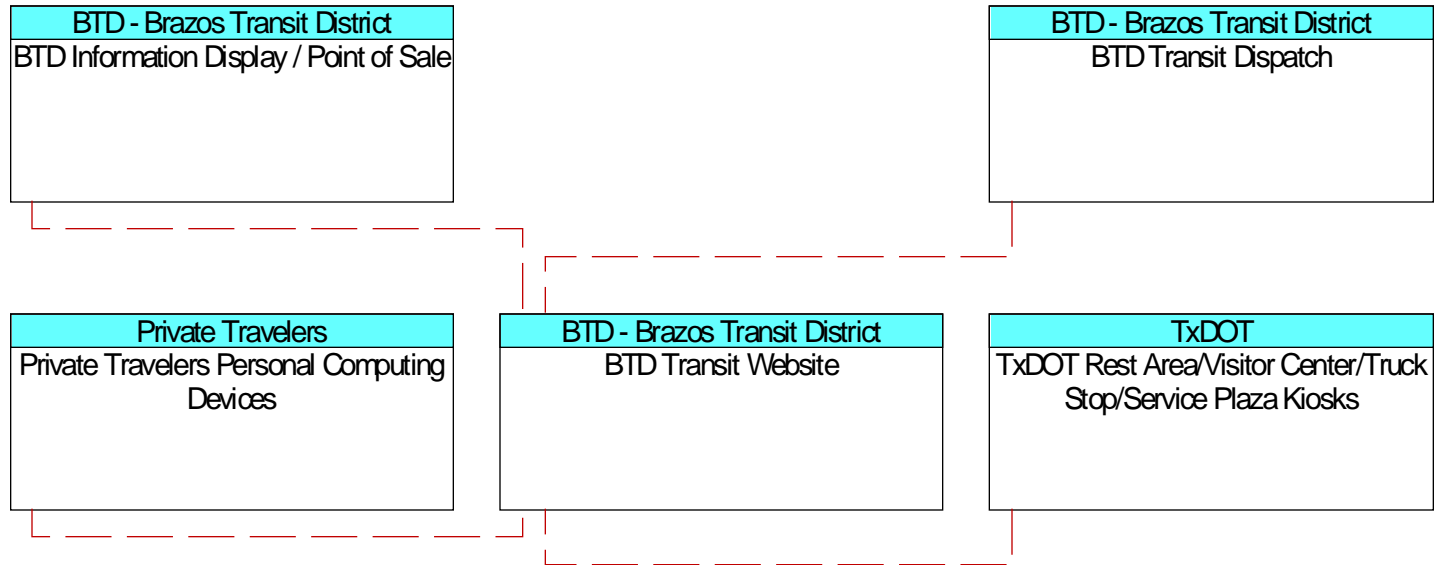 BTD - Brazos Transit District
BTD Information Display / Point of Sale
BTD - Brazos Transit District
BTD Transit Dispatch
Private Travelers
Private Travelers Personal Computing
Devices
BTD - Brazos Transit District
BTD Transit Website
TxDOT
TxDOT Rest Area/Visitor Center/Truck
Stop/Service Plaza Kiosks